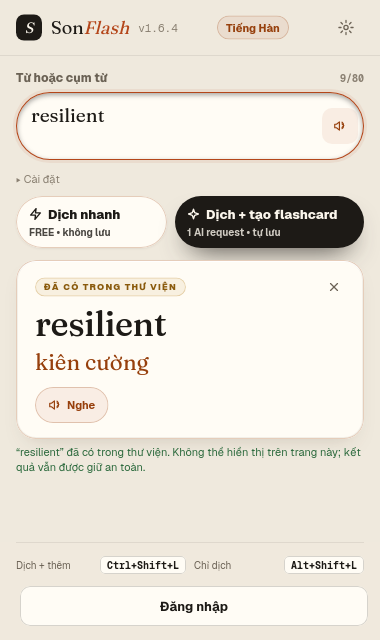 S SonFlash v1.6.4 Tiếng Hàn
Từ hoặc cụm từ 9/80
resilient
▸ Cài đặt
Dịch nhanh
FREE • không lưu
Dịch + tạo flashcard
1 AI request • tự lưu
ĐÃ CÓ TRONG THƯ VIỆN
resilient
kiên cường
Nghe
“resilient” đã có trong thư viện. Không thể hiển thị trên trang này; kết
quả vẫn được giữ an toàn.
Dịch + thêm Ctrl+Shift+L Chỉ dịch Alt+Shift+L
Đăng nhập